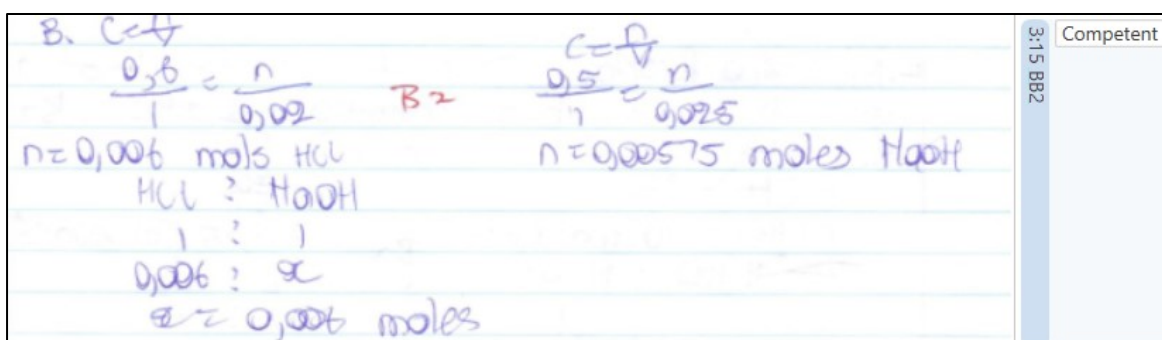 B. C=n/V
0,6/1 = n/0,02
B2
n=0,006 mols HCl
HCl : NaOH
1 : 1
0,006 : x
x = 0,006 moles
C=n/V
0,5/1 = n/0,025
n=0,00575 moles NaOH
3:15 BB2
Competent